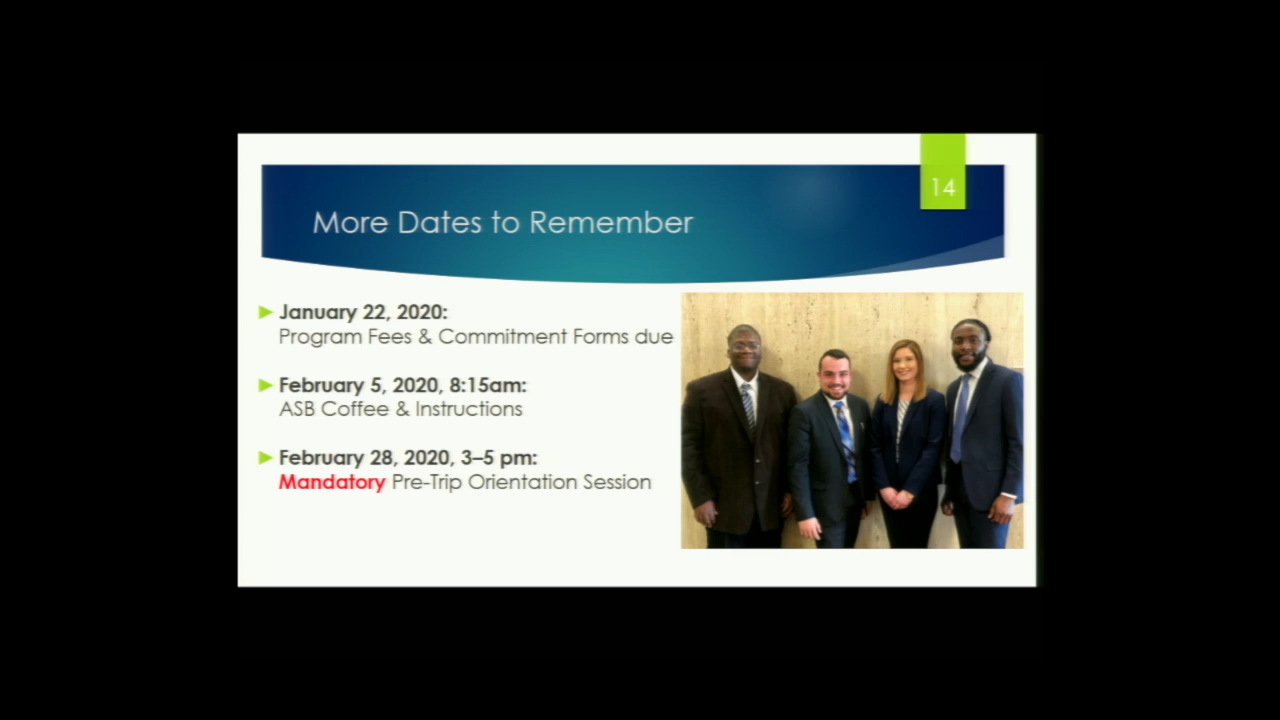 14
More Dates to Remember
January 22, 2020:
Program Fees & Commitment Forms due
February 5, 2020, 8:15am:
ASB Coffee & Instructions
February 28, 2020, 3–5 pm:
Mandatory Pre-Trip Orientation Session